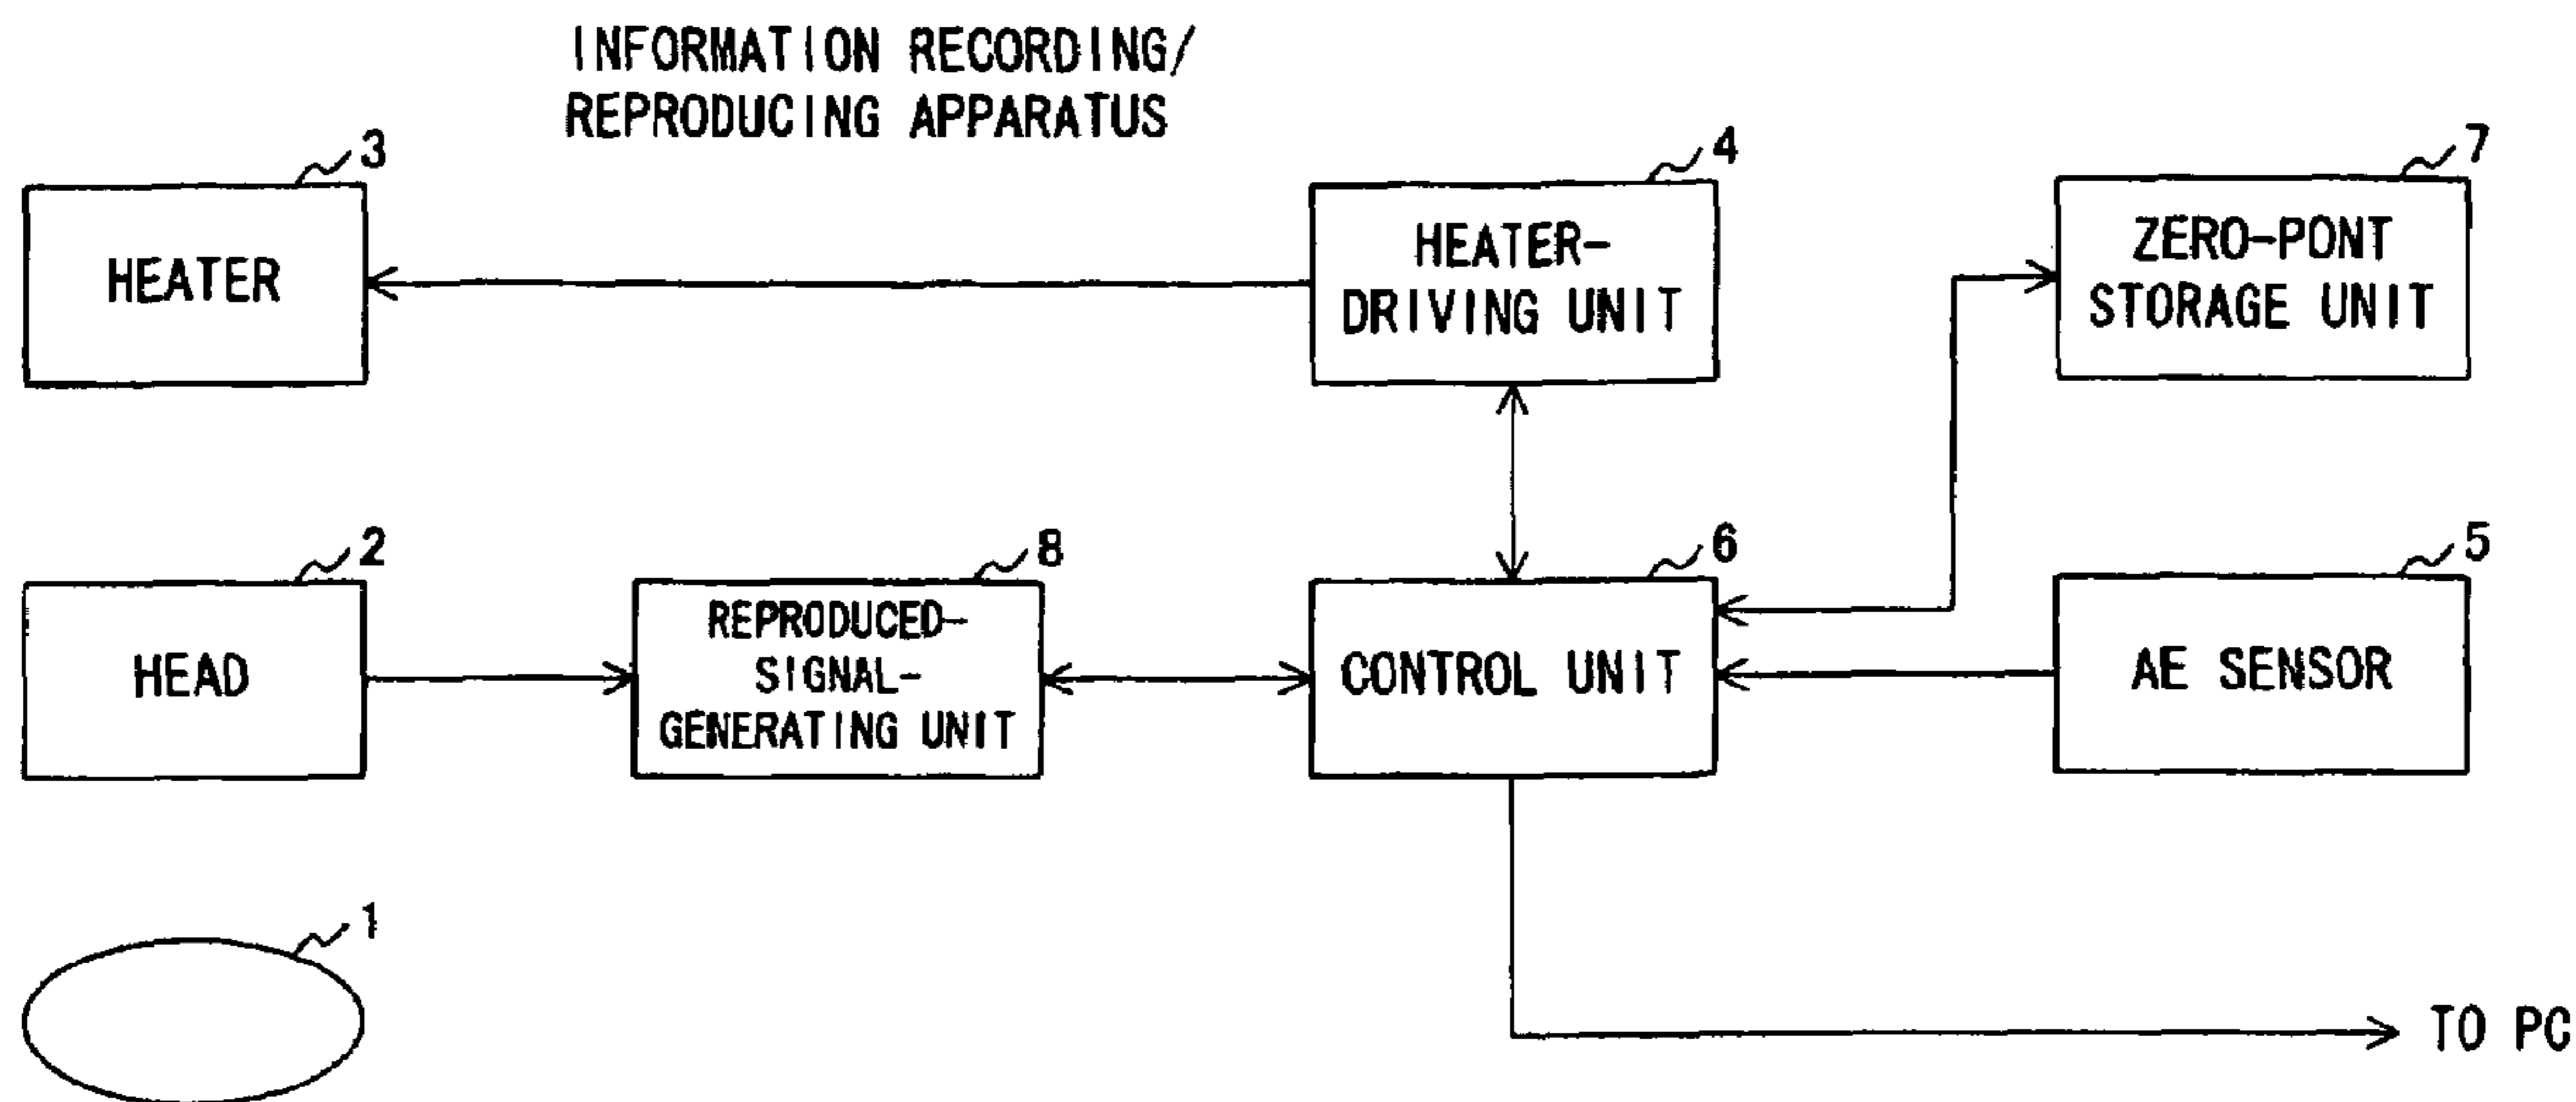 INFORMATION RECORDING/
REPRODUCING APPARATUS
3
HEATER
4
HEATER-
DRIVING UNIT
7
ZERO-PONT
STORAGE UNIT
2
HEAD
8
REPRODUCED-
SIGNAL-
GENERATING UNIT
6
CONTROL UNIT
5
AE SENSOR
1
TO PC